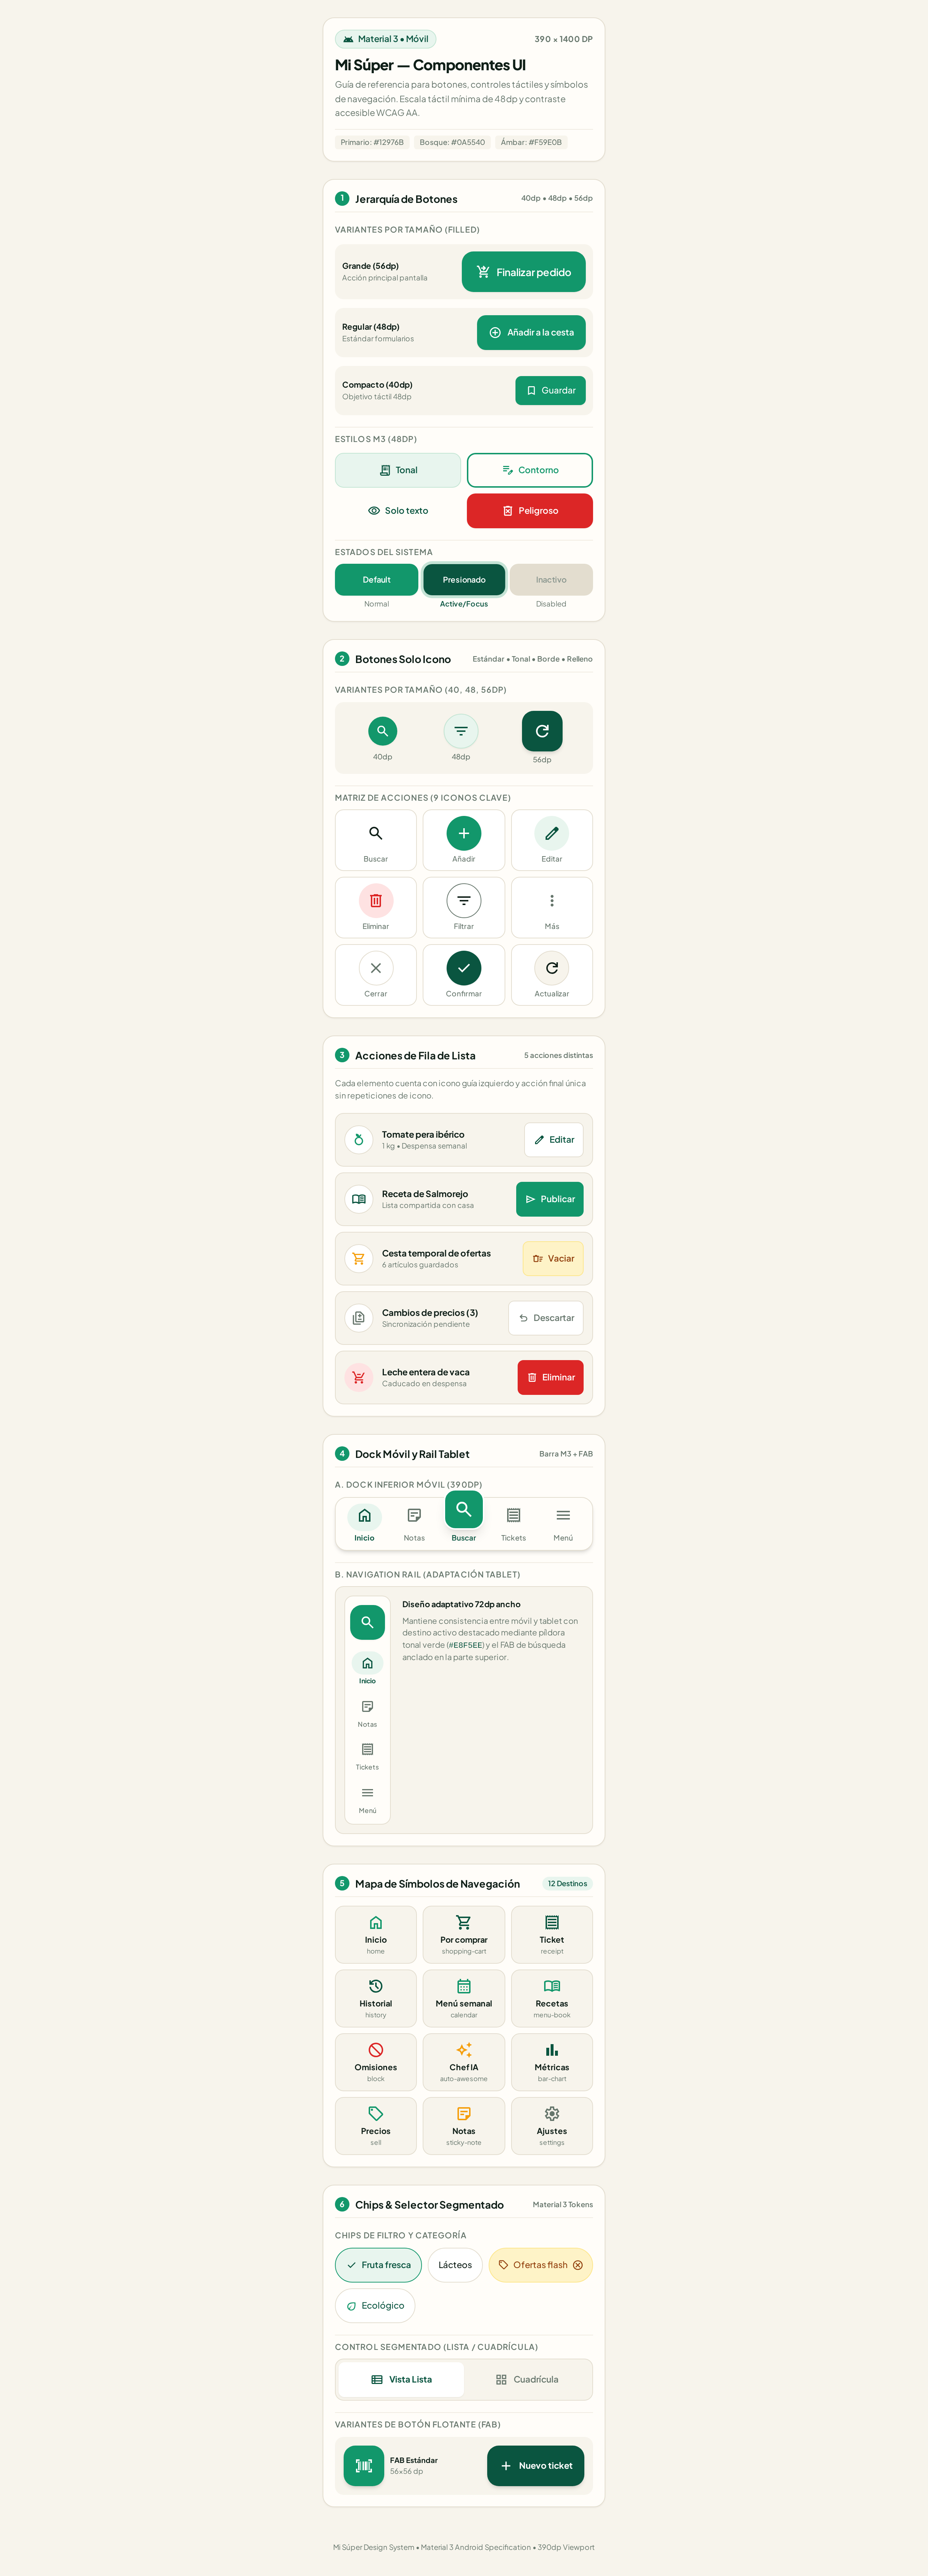 Material 3 • Móvil
390 × 1400 DP
Mi Súper — Componentes UI
Guía de referencia para botones, controles táctiles y símbolos
de navegación. Escala táctil mínima de 48dp y contraste
accesible WCAG AA.
Primario: #12976B
Bosque: #0A5540
Ámbar: #F59E0B
1
Jerarquía de Botones
40dp • 48dp • 56dp
VARIANTES POR TAMAÑO (FILLED)
Grande (56dp)
Acción principal pantalla
Finalizar pedido
Regular (48dp)
Estándar formularios
Añadir a la cesta
Compacto (40dp)
Objetivo táctil 48dp
Guardar
ESTILOS M3 (48DP)
Tonal
Contorno
Solo texto
Peligroso
ESTADOS DEL SISTEMA
Default
Presionado
Inactivo
Normal
Active/Focus
Disabled
2
Botones Solo Icono
Estándar • Tonal • Borde • Relleno
VARIANTES POR TAMAÑO (40, 48, 56DP)
40dp
48dp
56dp
MATRIZ DE ACCIONES (9 ICONOS CLAVE)
Buscar
Añadir
Editar
Eliminar
Filtrar
Más
Cerrar
Confirmar
Actualizar
3
Acciones de Fila de Lista
5 acciones distintas
Cada elemento cuenta con icono guía izquierdo y acción final única
sin repeticiones de icono.
Tomate pera ibérico
1 kg • Despensa semanal
Editar
Receta de Salmorejo
Lista compartida con casa
Publicar
Cesta temporal de ofertas
6 artículos guardados
Vaciar
Cambios de precios (3)
Sincronización pendiente
Descartar
Leche entera de vaca
Caducado en despensa
Eliminar
4
Dock Móvil y Rail Tablet
Barra M3 + FAB
A. DOCK INFERIOR MÓVIL (390DP)
Inicio
Notas
Buscar
Tickets
Menú
B. NAVIGATION RAIL (ADAPTACIÓN TABLET)
Inicio
Notas
Tickets
Menú
Diseño adaptativo 72dp ancho
Mantiene consistencia entre móvil y tablet con
destino activo destacado mediante píldora
tonal verde (#E8F5EE) y el FAB de búsqueda
anclado en la parte superior.
5
Mapa de Símbolos de Navegación
12 Destinos
Inicio
home
Por comprar
shopping-cart
Ticket
receipt
Historial
history
Menú semanal
calendar
Recetas
menu-book
Omisiones
block
Chef IA
auto-awesome
Métricas
bar-chart
Precios
sell
Notas
sticky-note
Ajustes
settings
6
Chips & Selector Segmentado
Material 3 Tokens
CHIPS DE FILTRO Y CATEGORÍA
Fruta fresca
Lácteos
Ofertas flash
Ecológico
CONTROL SEGMENTADO (LISTA / CUADRÍCULA)
Vista Lista
Cuadrícula
VARIANTES DE BOTÓN FLOTANTE (FAB)
FAB Estándar
56×56 dp
Nuevo ticket
Mi Súper Design System • Material 3 Android Specification • 390dp Viewport